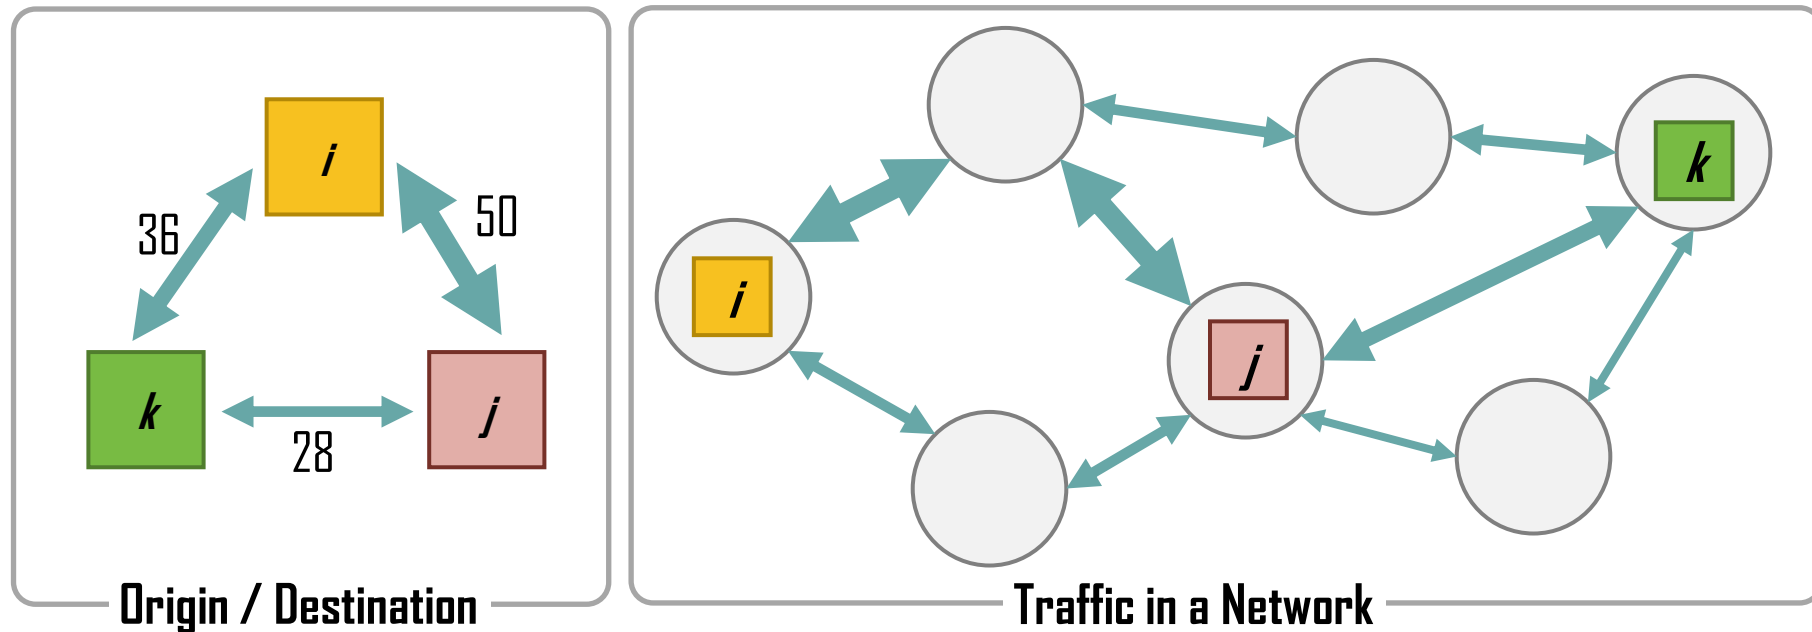 i
36
50
k
28
j
Origin / Destination
k
i
j
Traffic in a Network